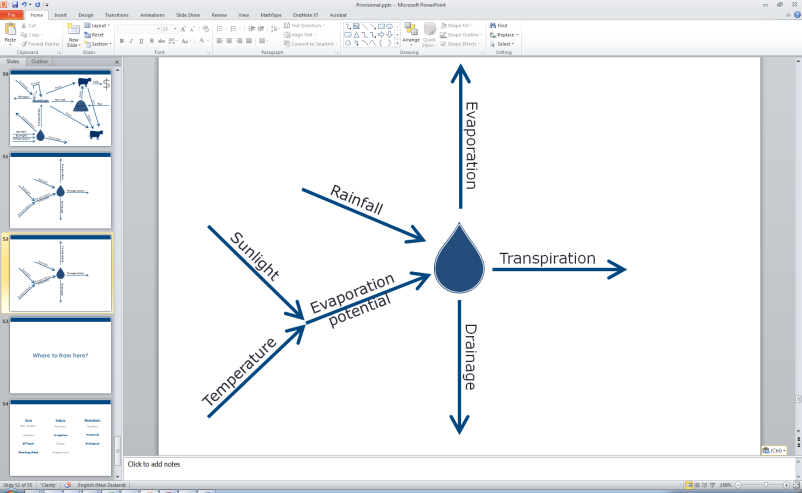 Provisional.pptx - Microsoft PowerPoint
File Home Insert Design Transitions Animations Slide Show Review View MathType EndNote X7 Acrobat
Paste
Cut
Copy
Format Painter
Clipboard
New Slide
Layout
Reset
Section
Slides
Font
Paragraph
Text Direction
Align Text
Convert to SmartArt
Arrange
Quick Styles
Shape Fill
Shape Outline
Shape Effects
Drawing
Find
Replace
Select
Editing
Slides Outline
50
51
52
53
Where to from here?
54
Evaporation
Rainfall
Sunlight
Transpiration
Evaporation
potential
Temperature
Drainage
(Ctrl)
Click to add notes
Slide 52 of 55 "Clarity" English (New Zealand) 150%